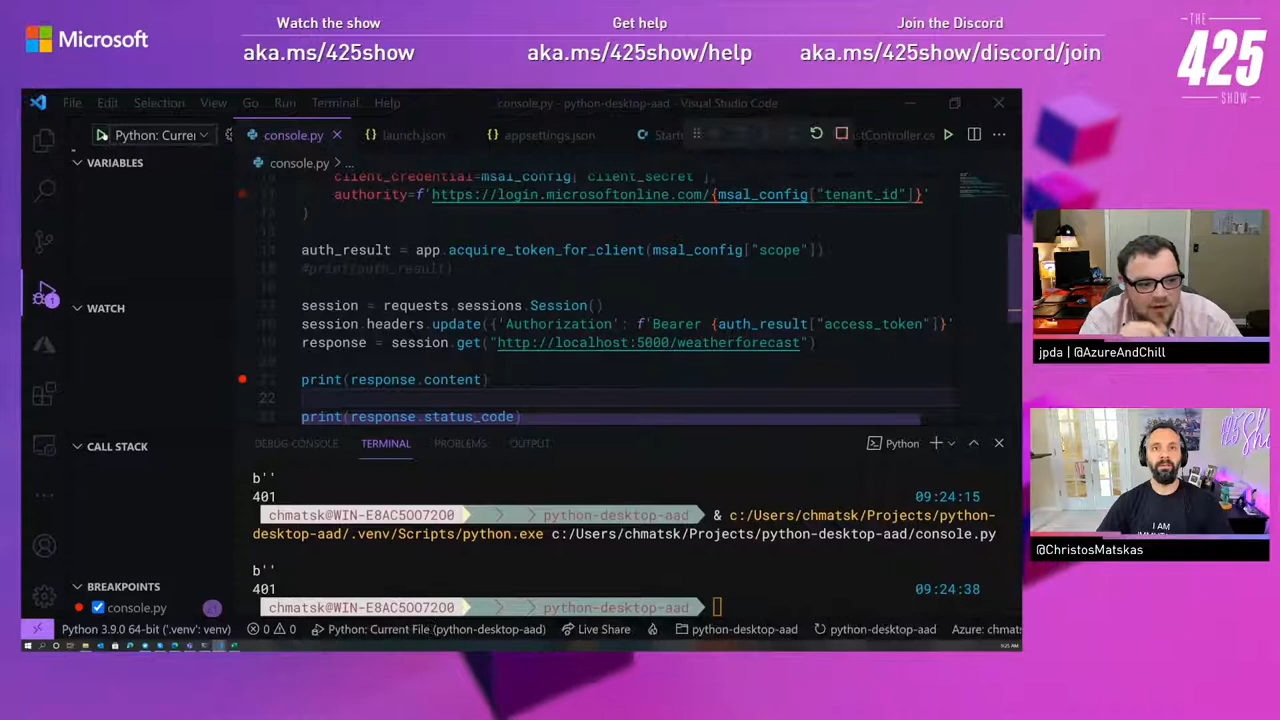 Microsoft
Watch the show
aka.ms/425show
Get help
aka.ms/425show/help
Join the Discord
aka.ms/425show/discord/join
THE
425
SHOW
File Edit Selection View Go Run Terminal Help
console.py - python-desktop-aad - Visual Studio Code
Python: Currei
console.py
launch.json
appsettings.json
console.py > ...
VARIABLES
WATCH
CALL STACK
BREAKPOINTS
console.py
client_credential=msal_config[ client_secret ],
authority=f'https://login.microsoftonline.com/{msal_config["tenant_id"]}'
)
auth_result = app.acquire_token_for_client(msal_config["scope"])
#print(auth_result)
session = requests.sessions.Session()
session.headers.update({'Authorization': f'Bearer {auth_result["access_token"]}'
response = session.get("http://localhost:5000/weatherforecast")
print(response.content)
22
print(response.status_code)
DEBUG CONSOLE TERMINAL PROBLEMS OUTPUT
Python
b''
401 09:24:15
chmatsk@WIN-E8AC5007200 python-desktop-aad & c:/Users/chmatsk/Projects/python-
desktop-aad/.venv/Scripts/python.exe c:/Users/chmatsk/Projects/python-desktop-aad/console.py
b''
401 09:24:38
chmatsk@WIN-E8AC5007200 python-desktop-aad
Python 3.9.0 64-bit ('.venv': venv) 0 0 Python: Current File (python-desktop-aad) Live Share python-desktop-aad python-desktop-aad Azure: chmats
jpda | @AzureAndChill
I AM
@ChristosMatskas